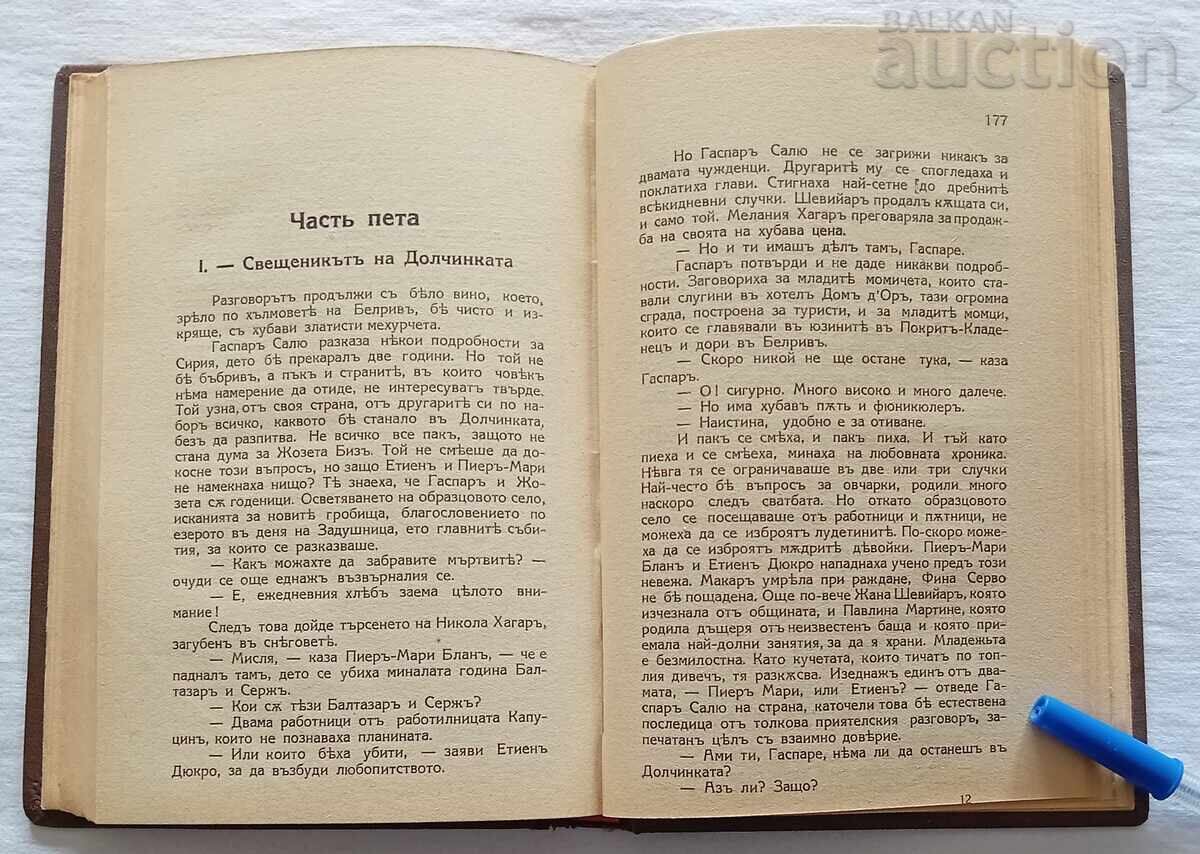 BALKAN
auction
Часть пета
I. — Свещеникътъ на Долчинката
Разговорътъ продължи съ бѣло вино, което,
зрѣло по хълмоветѣ на Белривъ, бѣ чисто и из-
кряще, съ хубави златисти мехурчета.
Гаспаръ Салю разказа нѣкои подробности за
Сирия, дето бѣ прекаралъ две години. Но той не
бѣ бъбривъ, а пъкъ и странитѣ, въ които човѣкъ
нѣма намерение да отиде, не интересуватъ твърде.
Той узна, отъ своя страна, отъ другаритѣ си по на-
боръ всичко, каквото бѣ станало въ Долчинката,
безъ да разпитва. Не всичко все пакъ, защото не
стана дума за Жозета Бизъ. Той не смѣеше да до-
косне този въпросъ, но защо Етиенъ и Пиеръ-Мари
не намекнаха нищо? Тѣ знаеха, че Гаспаръ и Жо-
зета сѫ годеници. Осветяването на образцовото село,
исканията за новитѣ гробища, благословението по
езерото въ деня на Задушница, ето главнитѣ съби-
тия, за които се разказваше.
— Какъ можахте да забравите мъртвитѣ? —
очуди се още еднажъ възвърналия се.
— Е, ежедневния хлѣбъ заема цѣлото вни-
мание!
Следъ това дойде търсенето на Никола Хагаръ,
загубенъ въ снѣговетѣ.
— Мисля, — каза Пиеръ-Мари Бланъ, — че е
падналъ тамъ, дето се убиха миналата година Бал-
тазаръ и Сержъ.
— Кои сѫ тѣзи Балтазаръ и Сержъ?
— Двама работници отъ работилницата Капу-
цинъ, които не познаваха планината.
— Или които бѣха убити, — заяви Етиенъ
Дюкро, за да възбуди любопитството.
177
Но Гаспаръ Салю не се загрижи никакъ за
двамата чужденци. Другаритѣ му се спогледаха и
поклатиха глави. Стигнаха най-сетне до дребнитѣ
всѣкидневни случки. Шевийаръ продалъ кѫщата си,
и само той. Мелания Хагаръ преговаряла за продаж-
ба на своята на хубава цена.
— Но и ти имашъ дѣлъ тамъ, Гаспаре.
Гаспаръ потвърди и не даде никакви подроб-
ности. Заговориха за младитѣ момичета, които ста-
вали слугини въ хотелъ Домъ д'Оръ, тази огромна
сграда, построена за туристи, и за младитѣ момци,
които се главявали въ юзинитѣ въ Покритъ-Кладе-
нецъ и дори въ Белривъ.
— Скоро никой не ще остане тука, — каза
Гаспаръ.
— О! сигурно. Много високо и много далече.
— Но има хубавъ пѫть и фюникюлеръ.
— Наистина, удобно е за отиване.
И пакъ се смѣха, и пакъ пиха. И тъй като
пиеха и се смѣеха, минаха на любовната хроника.
Нѣвга тя се ограничаваше въ две или три случки
Най-често бѣ въпросъ за овчарки, родили много
наскоро следъ сватбата. Но откато образцовото
село се посещаваше отъ работници и пѫтници, не
можеха да се изброятъ лудетинитѣ. По-скоро може-
ха да се изброятъ мѫдритѣ дѣвойки. Пиеръ-Мари
Бланъ и Етиенъ Дюкро нападнаха учено предъ този
невежа. Макаръ умрѣла при раждане, Фина Серво
не бѣ пощадена. Още по-вече Жана Шевийаръ, която
изчезнала отъ общината, и Павлина Мартине, която
родила дъщеря отъ неизвестенъ баща и която прие-
мала най-долни занятия, за да я храни. Младежьта
е безмилостна. Като кучетата, които тичатъ по топ-
лия дивечъ, тя разкѫсва. Изеднажъ единъ отъ два-
мата, — Пиеръ Мари, или Етиенъ? — отведе Га-
спаръ Салю на страна, каточели това бѣ естествена
последица отъ толкова приятелския разговоръ, за-
печатанъ цѣлъ съ взаимно довѣрие.
— Ами ти, Гаспаре, нѣма ли да останешъ въ
Долчинката?
— Азъ ли? Защо?
12